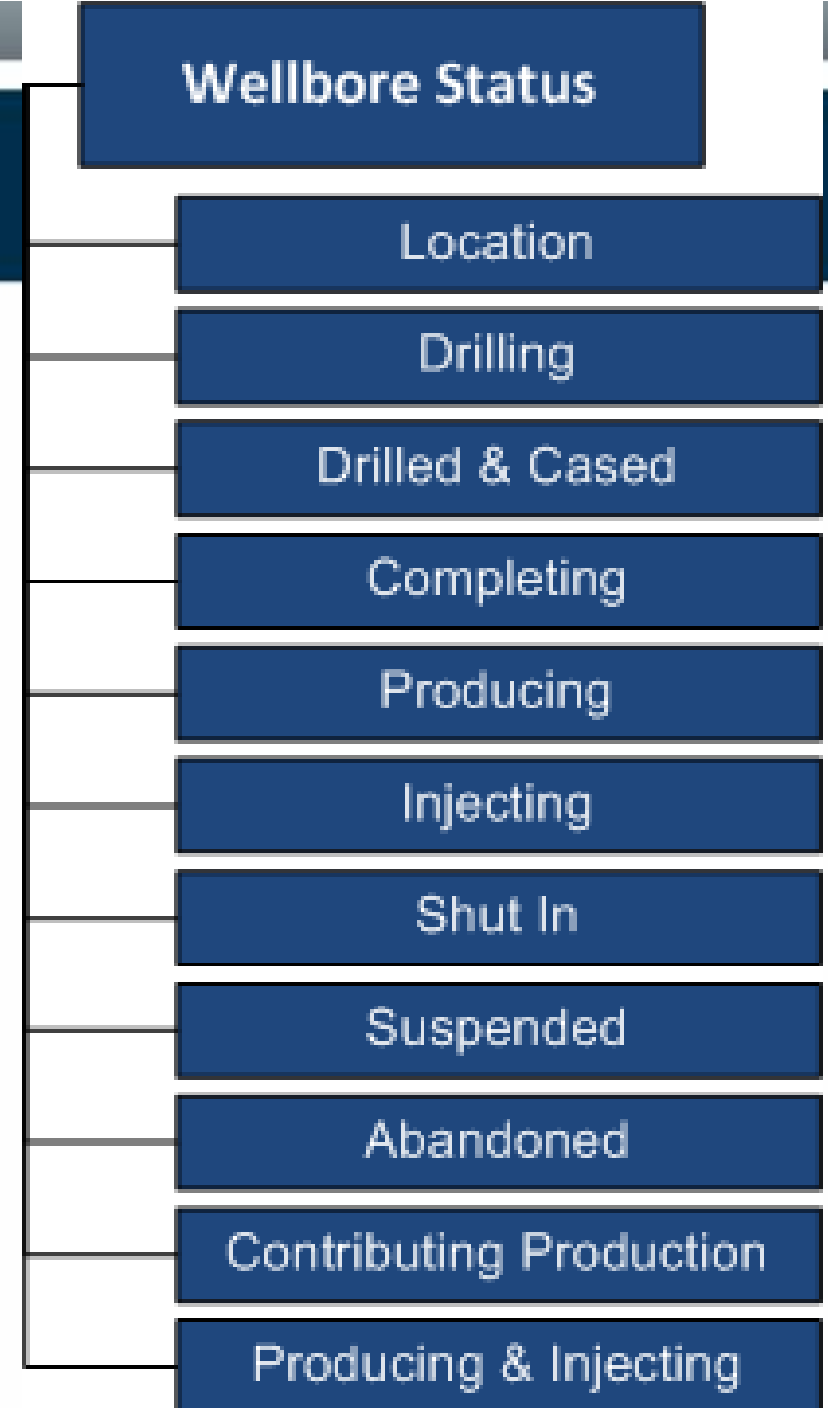 Wellbore Status
Location
Drilling
Drilled & Cased
Completing
Producing
Injecting
Shut In
Suspended
Abandoned
Contributing Production
Producing & Injecting